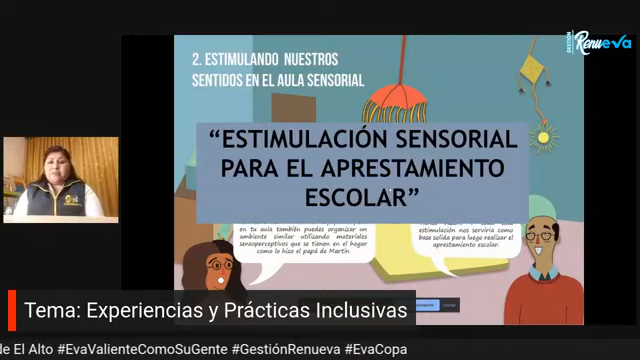 GESTIÓN
Renueva
2. ESTIMULANDO NUESTROS
SENTIDOS EN EL AULA SENSORIAL
“ESTIMULACIÓN SENSORIAL
PARA EL APRESTAMIENTO
ESCOLAR”
en tu aula también puedes organizar un
ambiente similar utilizando materiales
sensoperceptivos que se tienen en el hogar
como lo hizo el papá de Martín
estimulación nos serviría como
base solida para luego realizar el
aprestamiento escolar.
Tema: Experiencias y Prácticas Inclusivas
de El Alto #EvaValienteComoSuGente #GestiónRenueva #EvaCopa